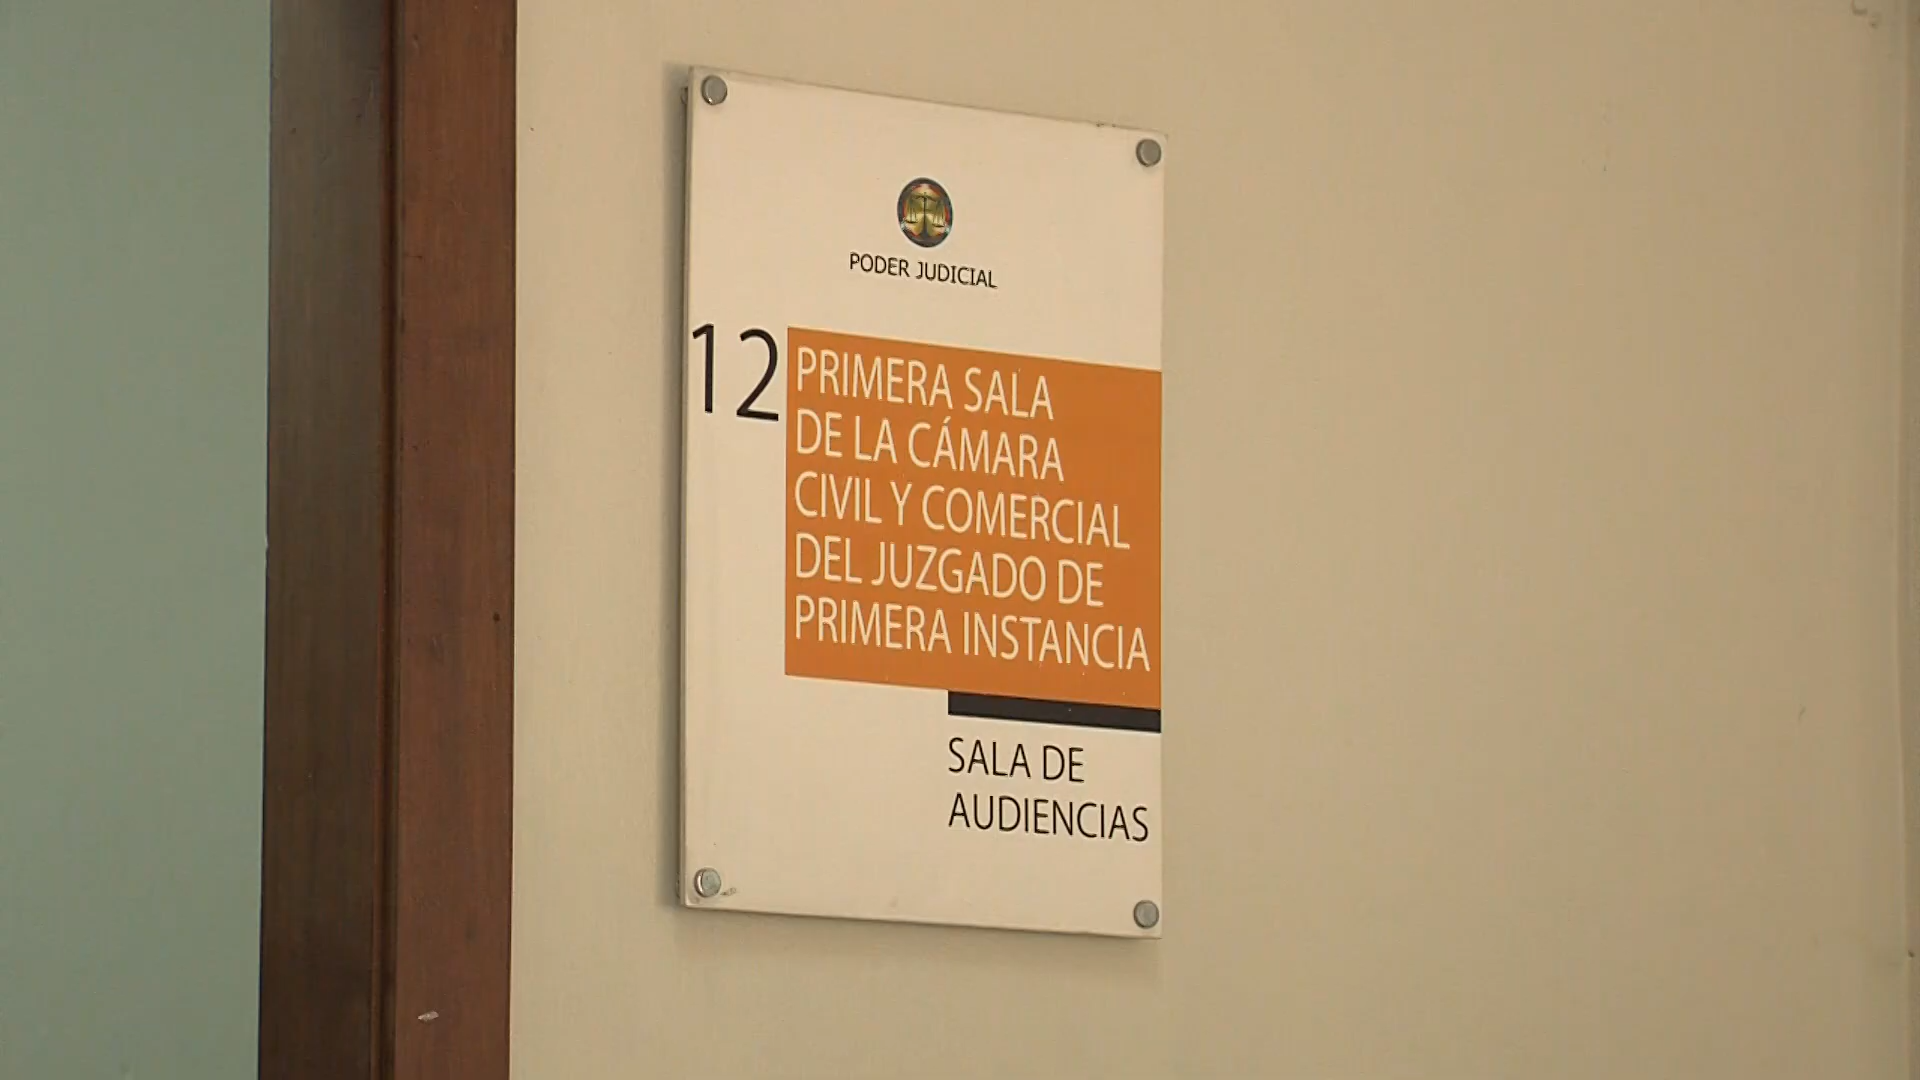 PODER JUDICIAL
12
PRIMERA SALA
DE LA CÁMARA
CIVIL Y COMERCIAL
DEL JUZGADO DE
PRIMERA INSTANCIA
SALA DE
AUDIENCIAS